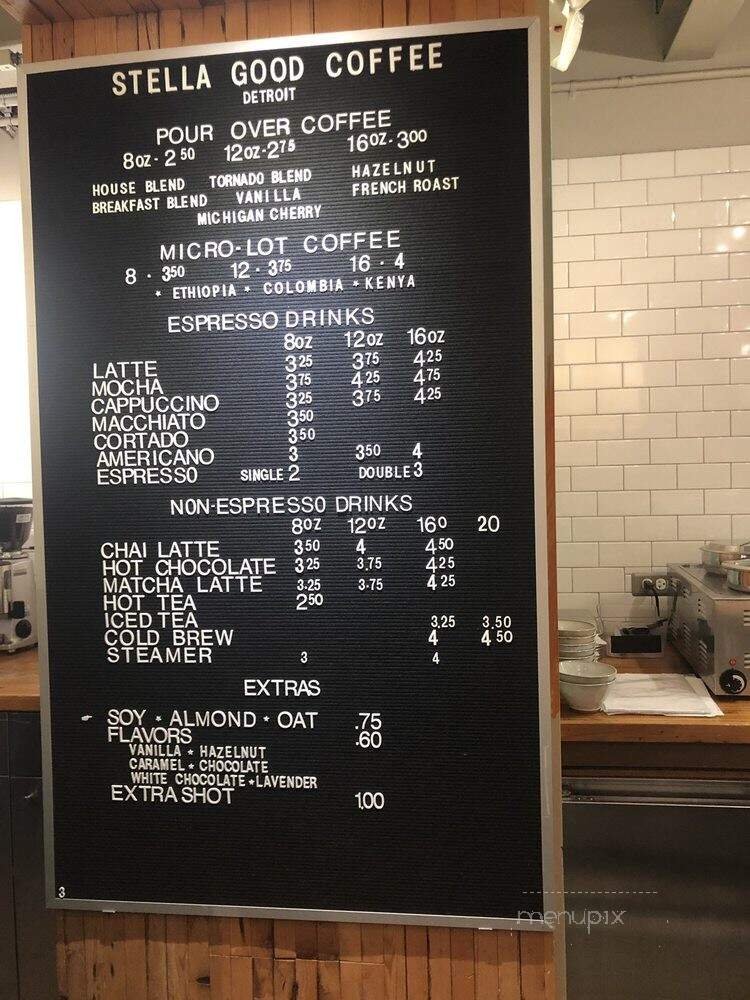 STELLA GOOD COFFEE
DETROIT
POUR OVER COFFEE
8OZ- 2 50 12OZ-2 75 16OZ- 3 00
HOUSE BLEND TORNADO BLEND HAZELNUT
BREAKFAST BLEND VANILLA FRENCH ROAST
MICHIGAN CHERRY
MICRO-LOT COFFEE
8 - 3 50 12 - 3 75 16 - 4
* ETHIOPIA * COLOMBIA * KENYA
ESPRESSO DRINKS
8OZ 12OZ 16OZ
LATTE 3 25 3 75 4 25
MOCHA 3 75 4 25 4 75
CAPPUCCINO 3 25 3 75 4 25
MACCHIATO 3 50
CORTADO 3 50
AMERICANO 3 3 50 4
ESPRESSO SINGLE 2 DOUBLE 3
NON-ESPRESSO DRINKS
8OZ 12OZ 16O 20
CHAI LATTE 3 50 4 4 50
HOT CHOCOLATE 3 25 3.75 4 25
MATCHA LATTE 3.25 3.75 4 25
HOT TEA 2 50
ICED TEA 3.25 3.50
COLD BREW 4 4 50
STEAMER 3 4
EXTRAS
SOY * ALMOND * OAT .75
FLAVORS .60
VANILLA * HAZELNUT
CARAMEL * CHOCOLATE
WHITE CHOCOLATE * LAVENDER
EXTRA SHOT 1.00
3
menupix